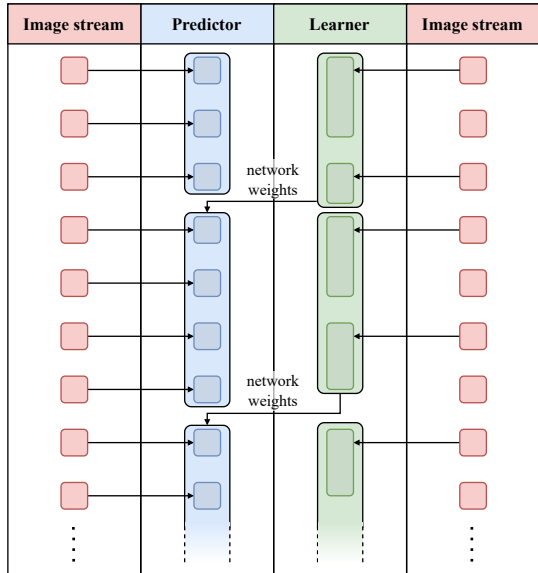 Image stream
Predictor
Learner
Image stream
network
weights
network
weights